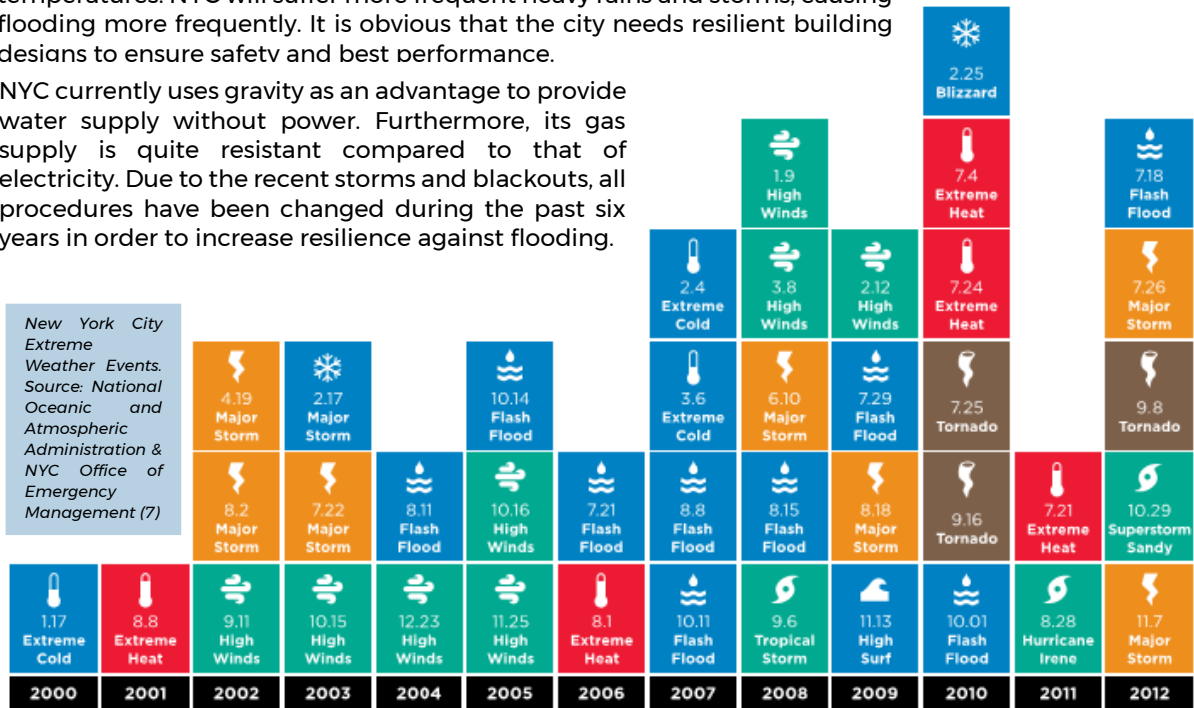 temperatures. NYC will suffer more frequent heavy rains and storms, causing
flooding more frequently. It is obvious that the city needs resilient building
designs to ensure safety and best performance.
NYC currently uses gravity as an advantage to provide
water supply without power. Furthermore, its gas
supply is quite resistant compared to that of
electricity. Due to the recent storms and blackouts, all
procedures have been changed during the past six
years in order to increase resilience against flooding.
New York City
Extreme
Weather Events.
Source: National
Oceanic and
Atmospheric
Administration &
NYC Office of
Emergency
Management (7)
1.17
Extreme
Cold
2000
8.8
Extreme
Heat
2001
4.19
Major
Storm
8.2
Major
Storm
9.11
High
Winds
2002
2.17
Major
Storm
7.22
Major
Storm
10.15
High
Winds
2003
8.11
Flash
Flood
12.23
High
Winds
2004
10.14
Flash
Flood
10.16
High
Winds
11.25
High
Winds
2005
7.21
Flash
Flood
8.1
Extreme
Heat
2006
2.4
Extreme
Cold
3.6
Extreme
Cold
8.8
Flash
Flood
10.11
Flash
Flood
2007
1.9
High
Winds
3.8
High
Winds
6.10
Major
Storm
8.15
Flash
Flood
9.6
Tropical
Storm
2008
2.12
High
Winds
7.29
Flash
Flood
8.18
Major
Storm
11.13
High
Surf
2009
2.25
Blizzard
7.4
Extreme
Heat
7.24
Extreme
Heat
7.25
Tornado
9.16
Tornado
10.01
Flash
Flood
2010
7.21
Extreme
Heat
8.28
Hurricane
Irene
2011
7.18
Flash
Flood
7.26
Major
Storm
9.8
Tornado
10.29
Superstorm
Sandy
11.7
Major
Storm
2012